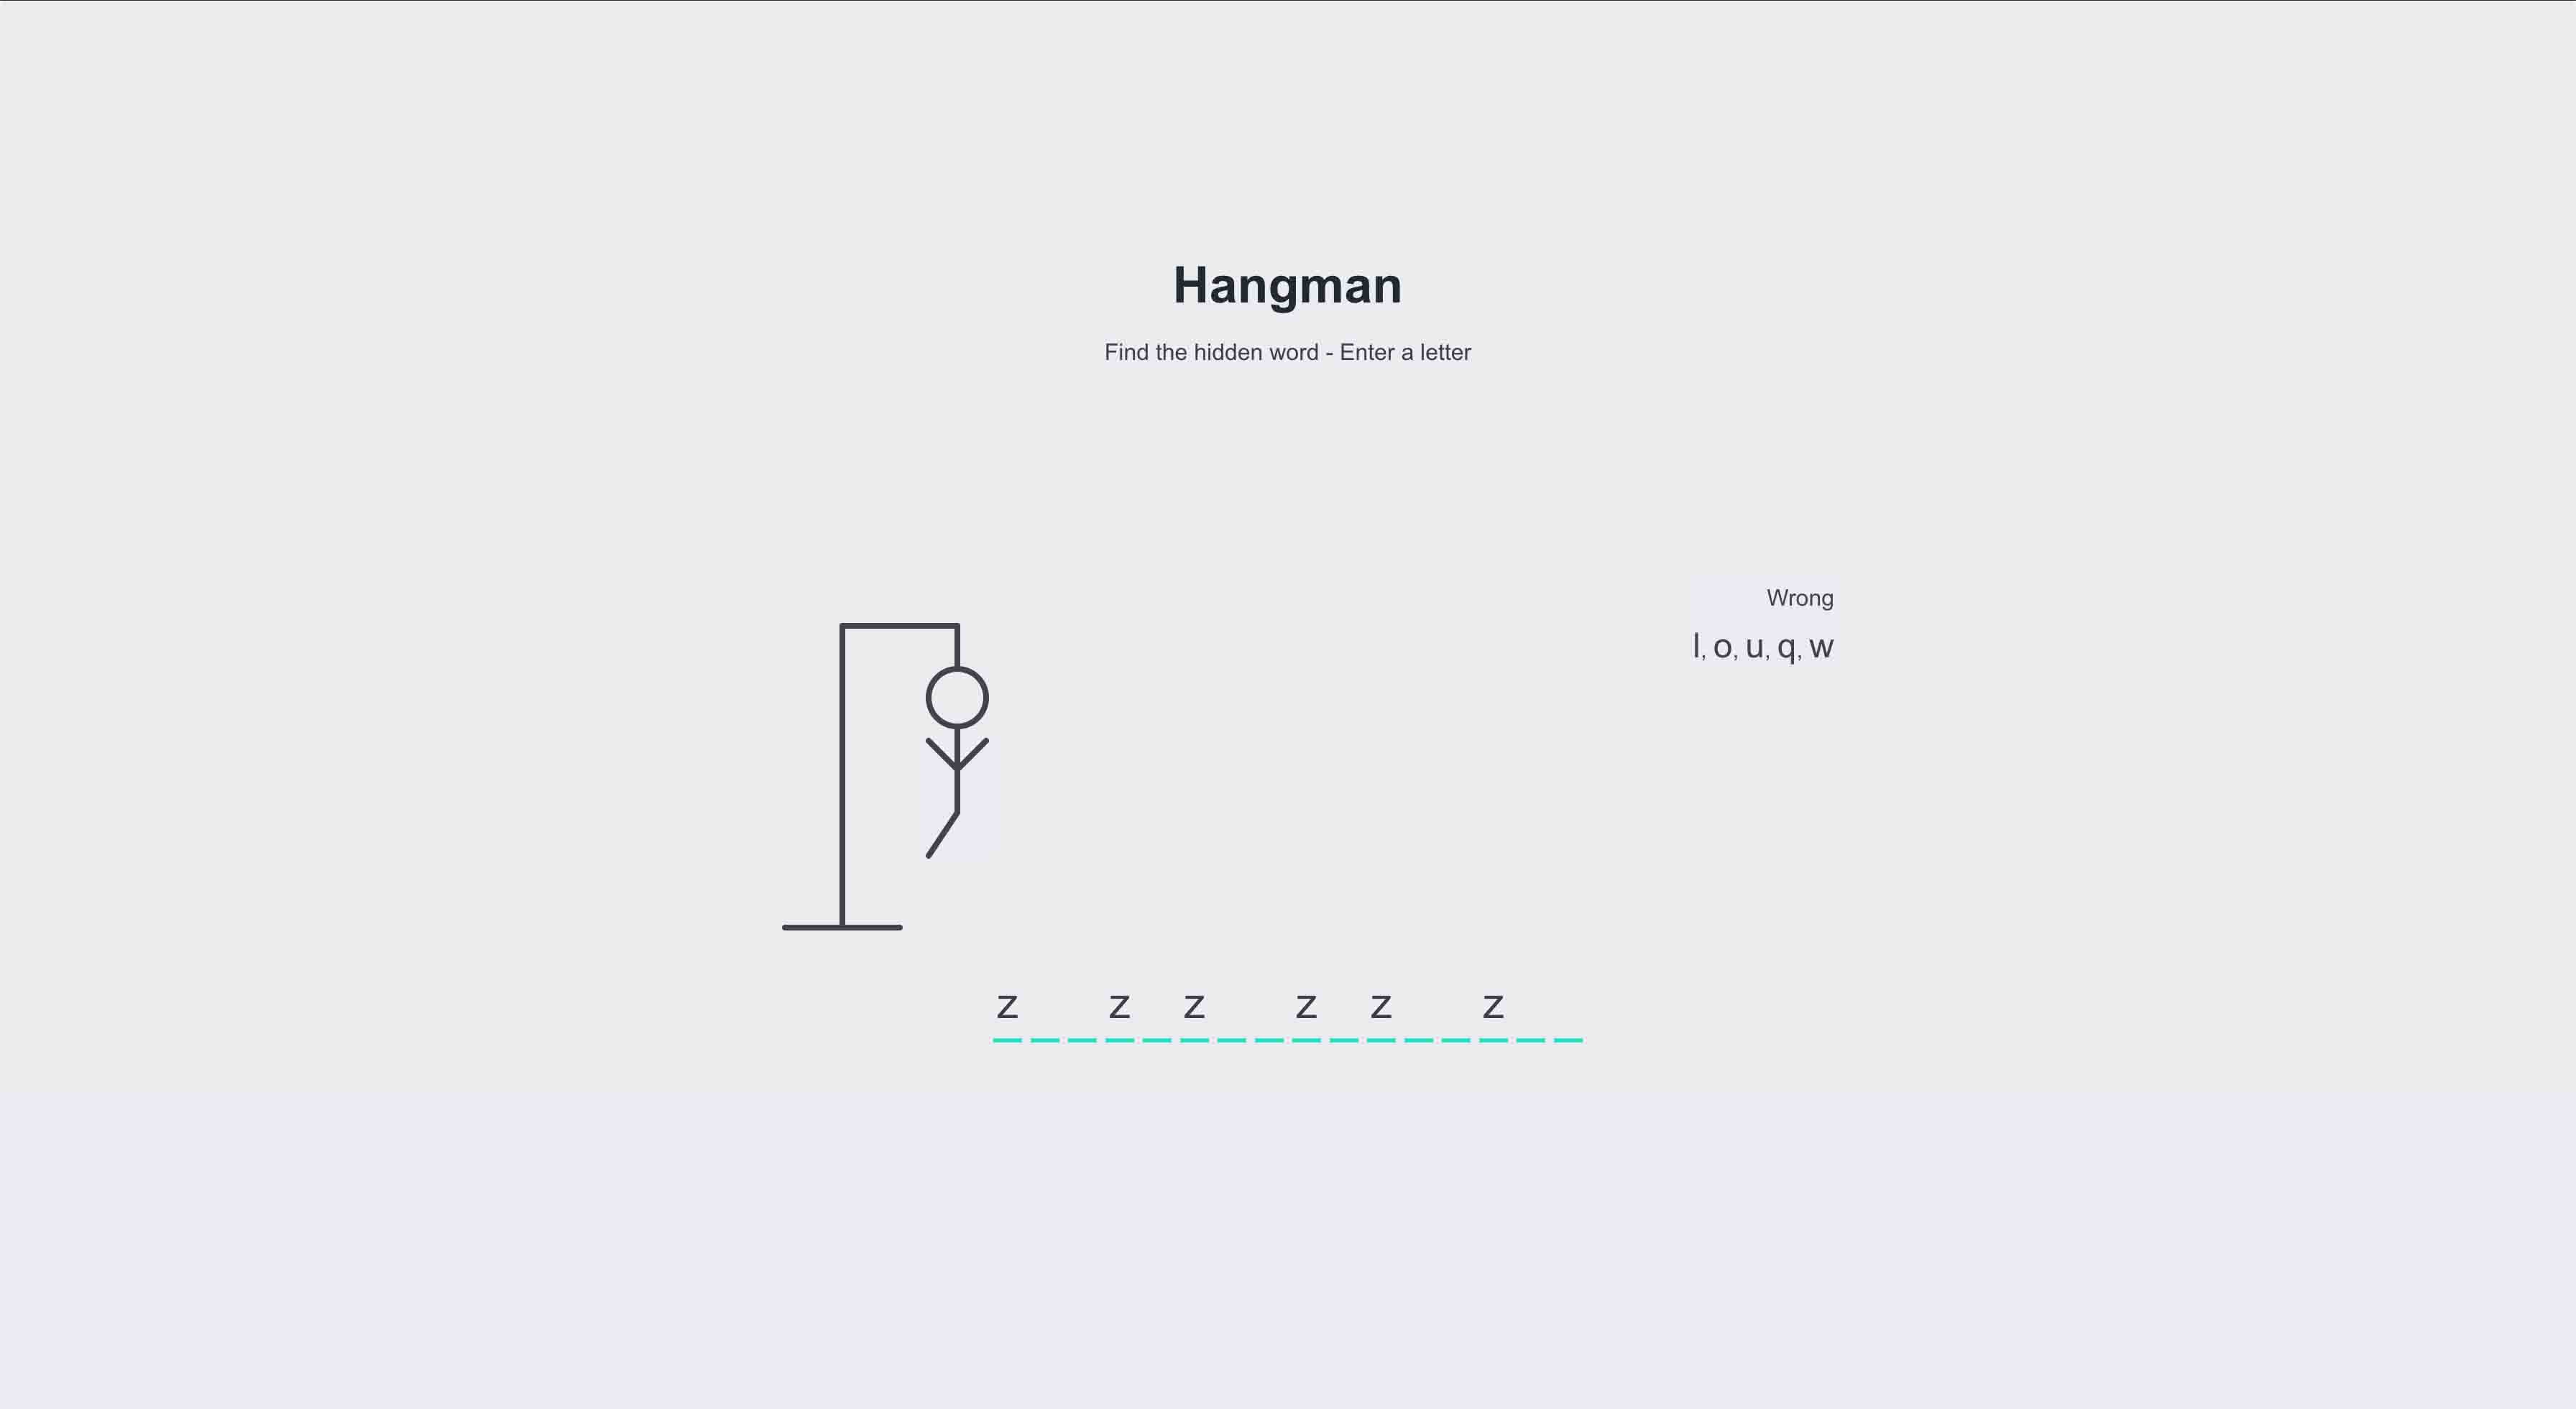 Hangman
Find the hidden word - Enter a letter
Wrong
l, o, u, q, w
z z z z z z